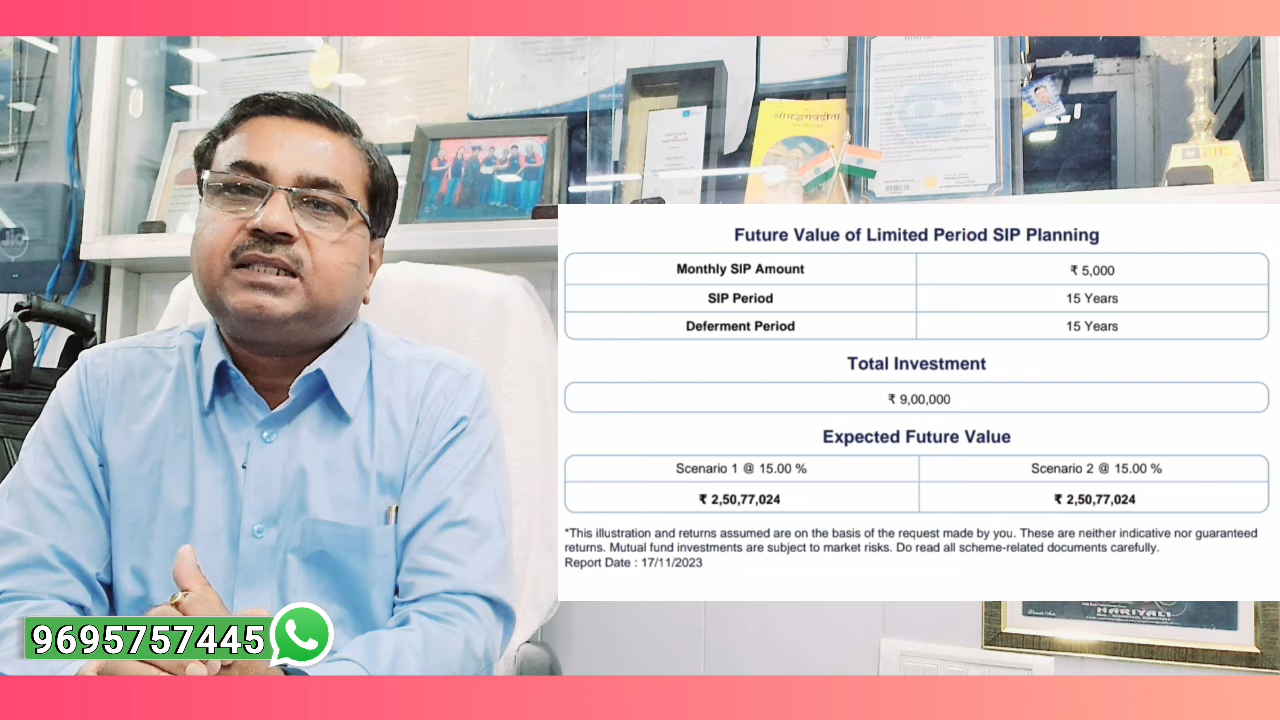 श्रीमद्भगवद्गीता
LIC
Future Value of Limited Period SIP Planning
Monthly SIP Amount ₹ 5,000
SIP Period 15 Years
Deferment Period 15 Years
Total Investment
₹ 9,00,000
Expected Future Value
Scenario 1 @ 15.00 % Scenario 2 @ 15.00 %
₹ 2,50,77,024 ₹ 2,50,77,024
*This illustration and returns assumed are on the basis of the request made by you. These are neither indicative nor guaranteed
returns. Mutual fund investments are subject to market risks. Do read all scheme-related documents carefully.
Report Date : 17/11/2023
HARIYALI
9695757445